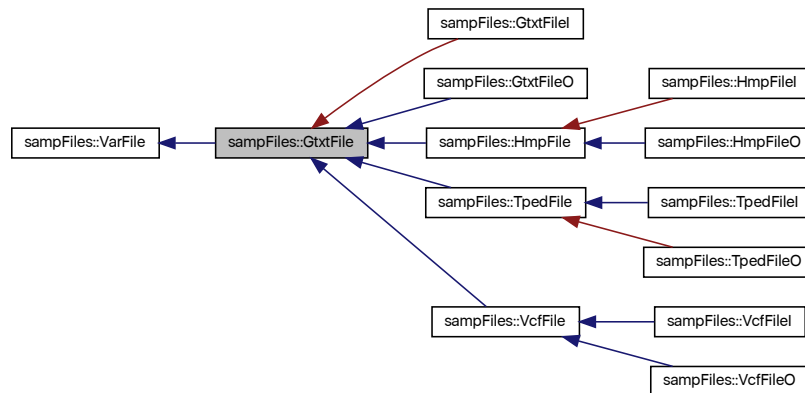 sampFiles::GtxtFileI
sampFiles::GtxtFileO
sampFiles::HmpFileI
sampFiles::VarFile
sampFiles::GtxtFile
sampFiles::HmpFile
sampFiles::HmpFileO
sampFiles::TpedFile
sampFiles::TpedFileI
sampFiles::TpedFileO
sampFiles::VcfFile
sampFiles::VcfFileI
sampFiles::VcfFileO